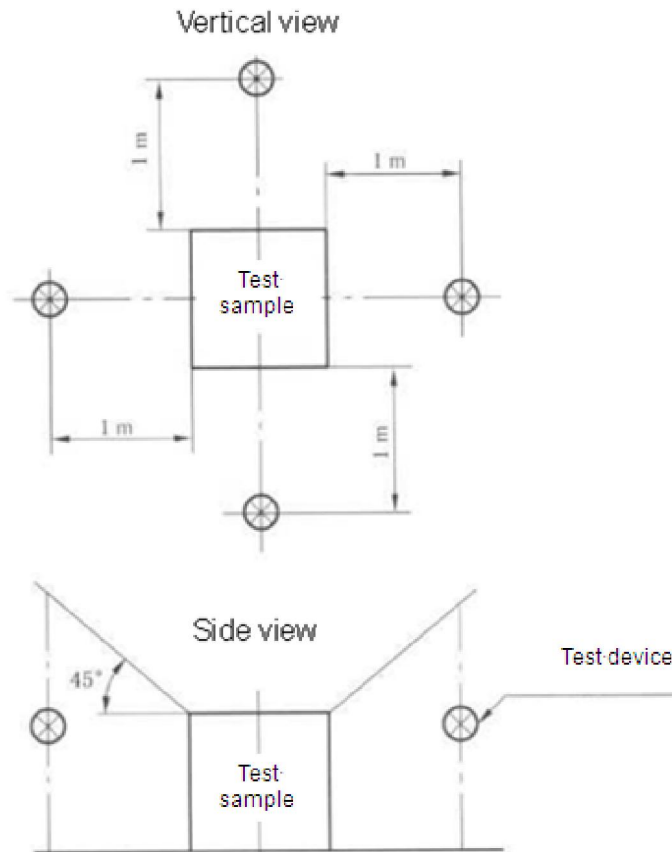 Vertical view
1 m
1 m
Test
sample
1 m
1 m
Side view
Test device
45°
Test
sample